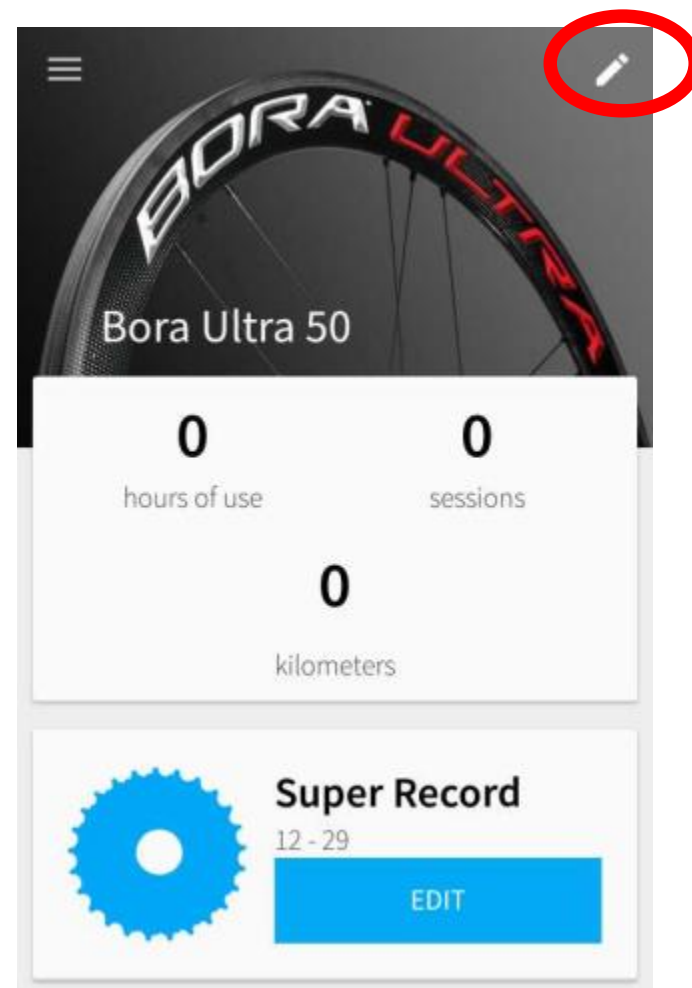 BORA ULTRA
Bora Ultra 50
0
0
hours of use
sessions
0
kilometers
Super Record
12 - 29
EDIT